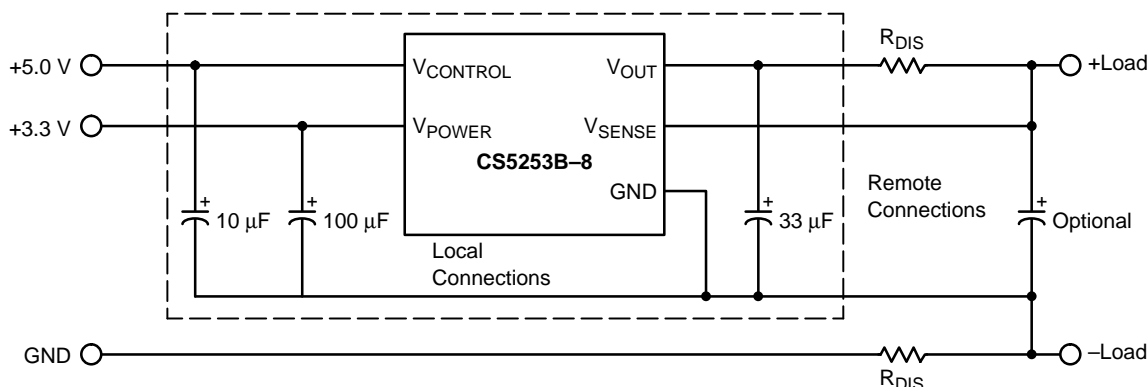 +5.0 V
+3.3 V
V_CONTROL
V_POWER
V_OUT
V_SENSE
CS5253B–8
GND
R_DIS
+Load
+
10 μF
+
100 μF
Local
Connections
+
33 μF
Remote
Connections
+
Optional
GND
R_DIS
–Load